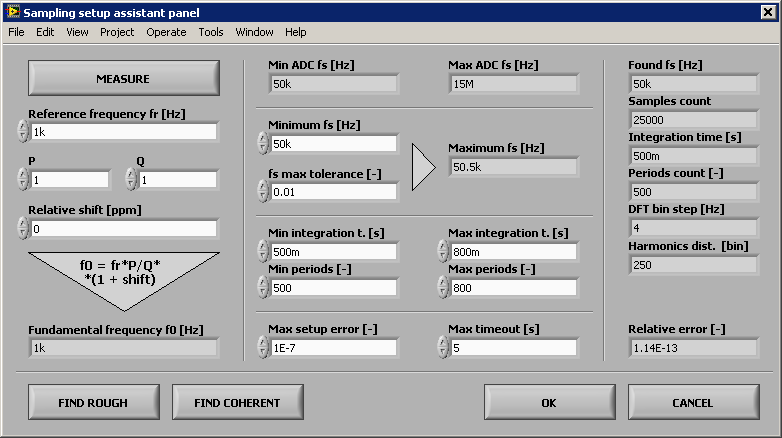 Sampling setup assistant panel
File Edit View Project Operate Tools Window Help
MEASURE
Reference frequency fr [Hz]
1k
P Q
1 1
Relative shift [ppm]
0
f0 = fr*P/Q*
*(1 + shift)
Fundamental frequency f0 [Hz]
1k
Min ADC fs [Hz] Max ADC fs [Hz]
50k 15M
Minimum fs [Hz]
50k
fs max tolerance [-]
0.01
Maximum fs [Hz]
50.5k
Min integration t. [s] Max integration t. [s]
500m 800m
Min periods [-] Max periods [-]
500 800
Max setup error [-] Max timeout [s]
1E-7 5
Found fs [Hz]
50k
Samples count
25000
Integration time [s]
500m
Periods count [-]
500
DFT bin step [Hz]
4
Harmonics dist. [bin]
250
Relative error [-]
1.14E-13
FIND ROUGH FIND COHERENT OK CANCEL